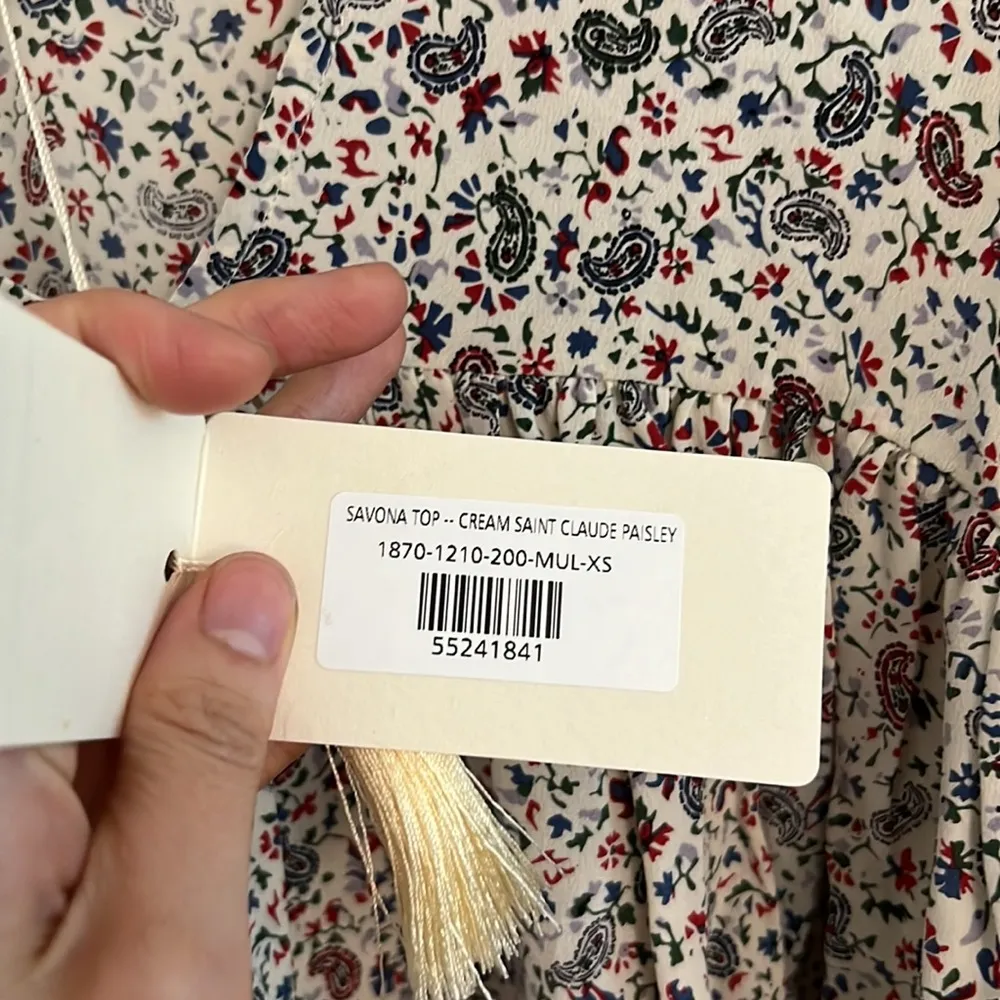 SAVONA TOP -- CREAM SAINT CLAUDE PAISLEY
1870-1210-200-MUL-XS
55241841